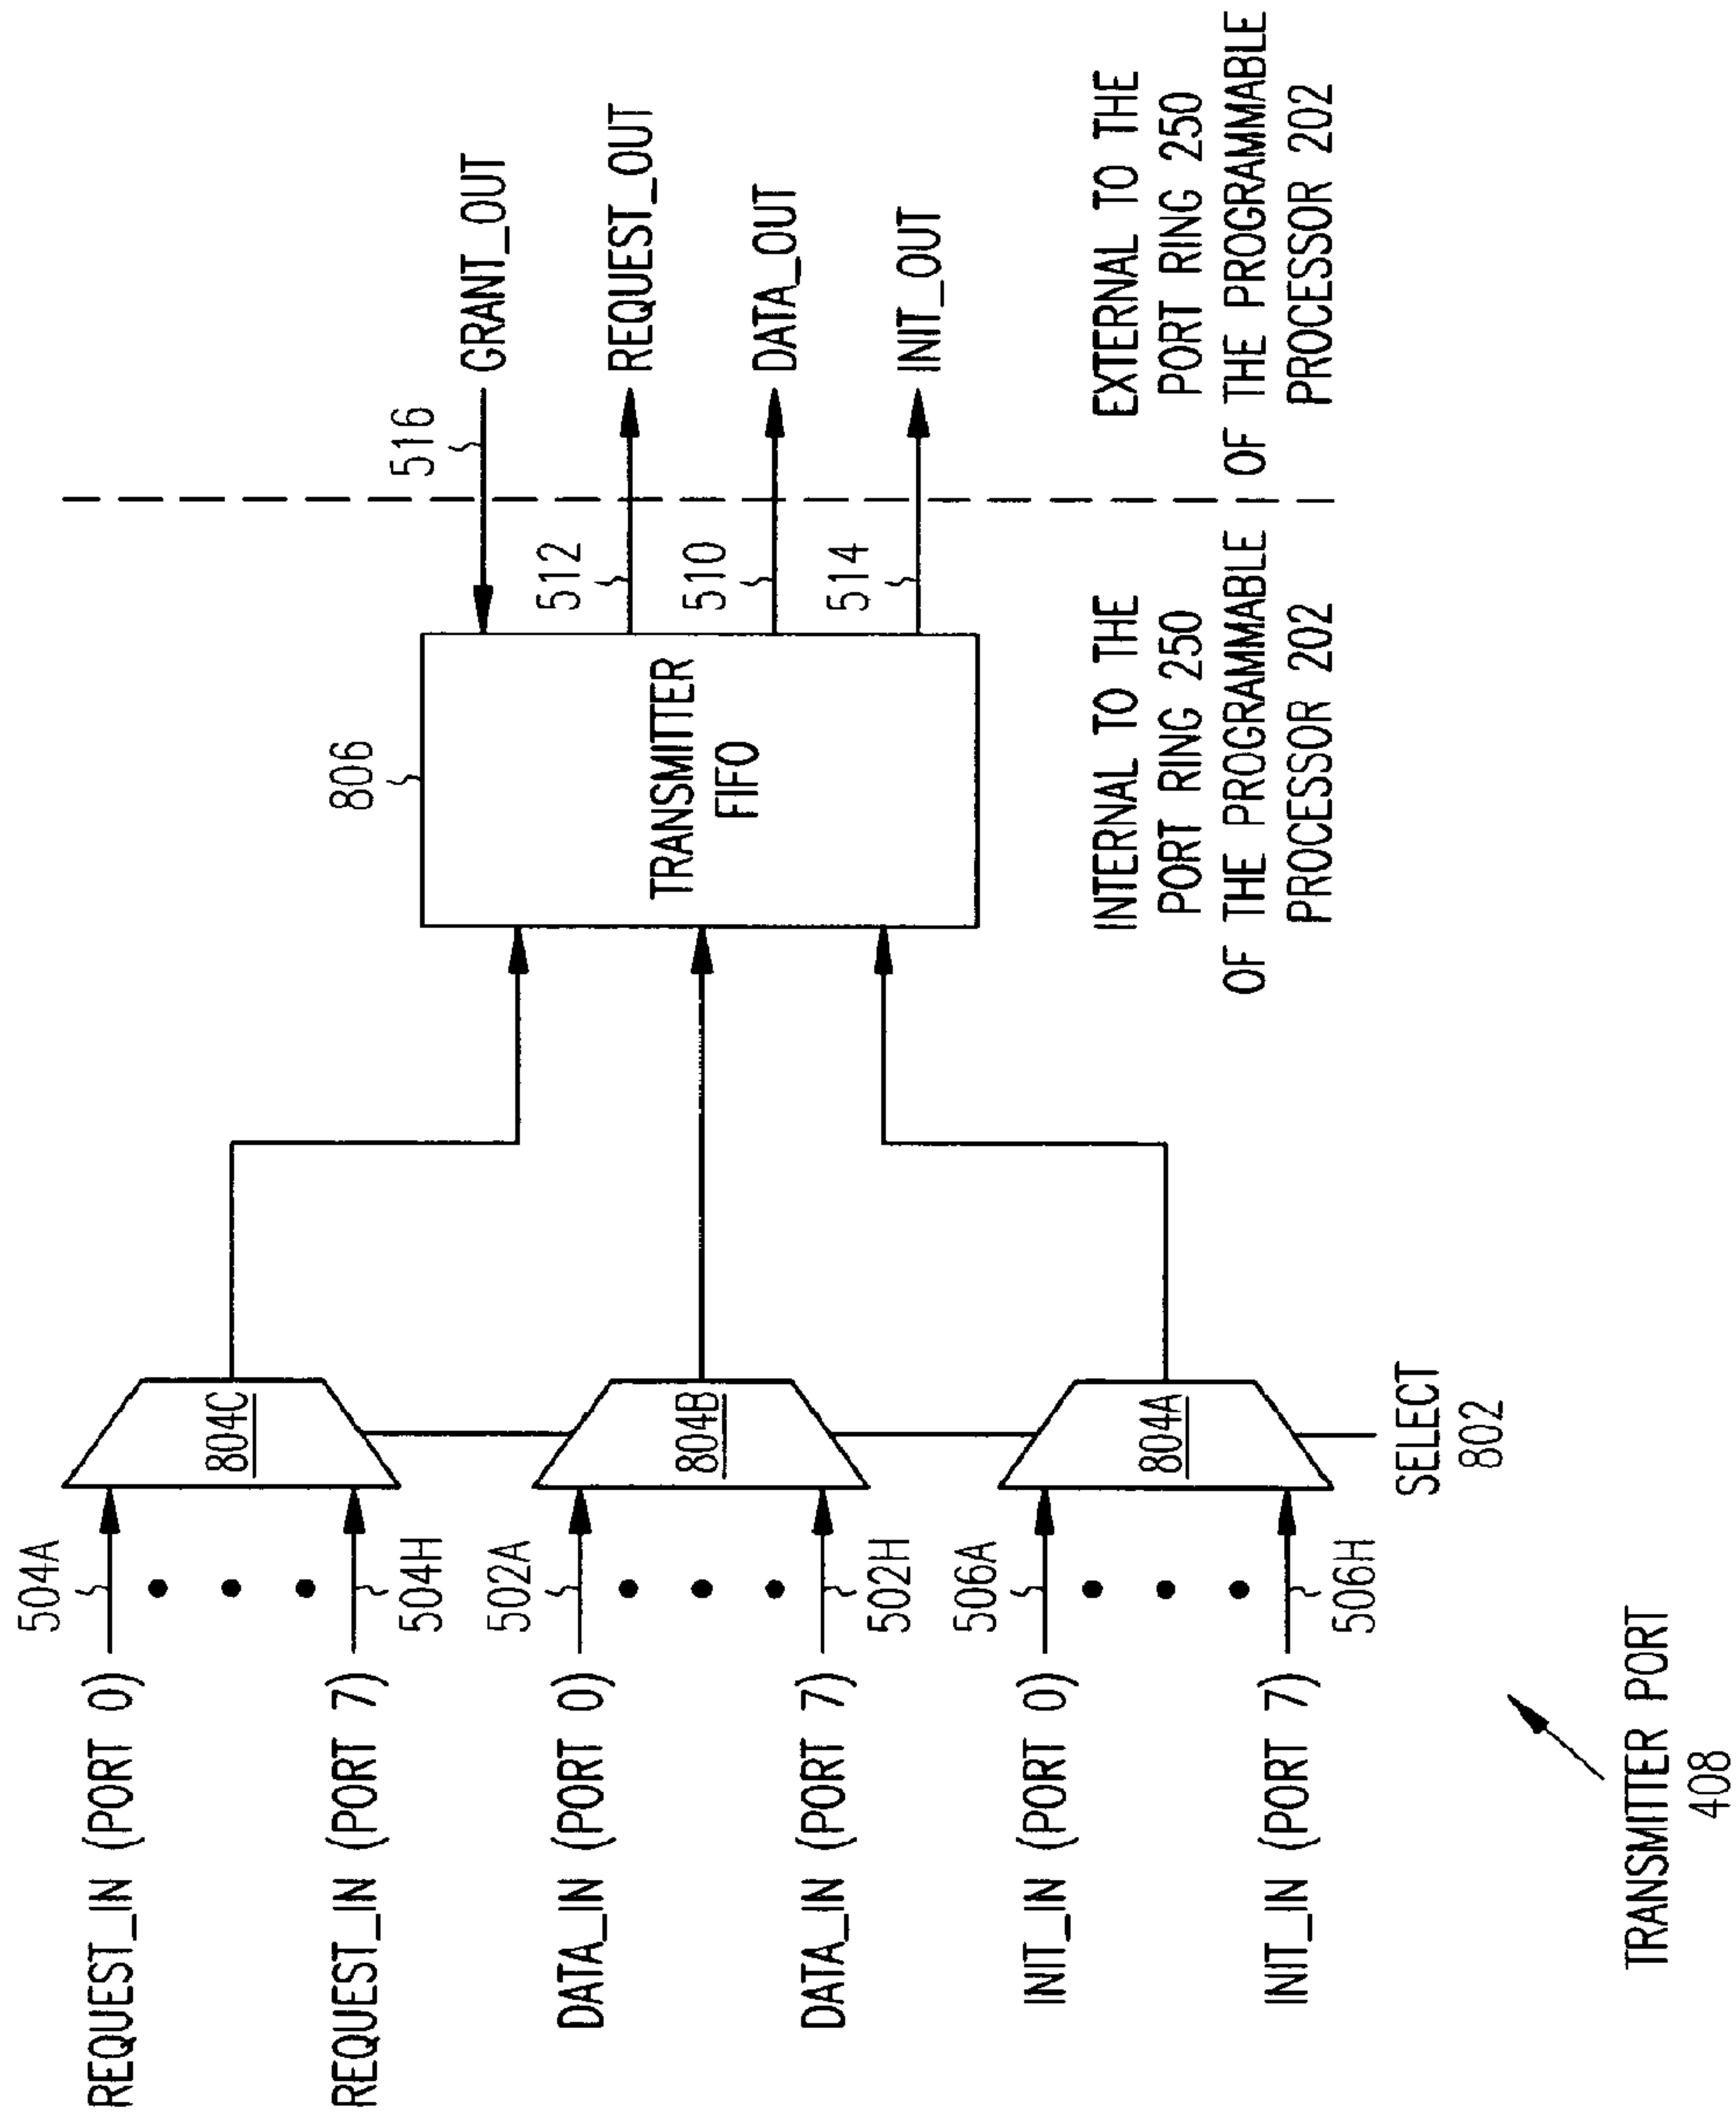 504A
REQUEST_IN (PORT 0)
REQUEST_IN (PORT 7)
504H
804C
502A
DATA_IN (PORT 0)
DATA_IN (PORT 7)
502H
804B
506A
INIT_IN (PORT 0)
INIT_IN (PORT 7)
506H
804A
SELECT
802
806
TRANSMITTER
FIFO
516
GRANT_OUT
512
REQUEST_OUT
510
DATA_OUT
514
INIT_OUT
INTERNAL TO THE
PORT RING 250
OF THE PROGRAMMABLE
PROCESSOR 202
EXTERNAL TO THE
PORT RING 250
OF THE PROGRAMMABLE
PROCESSOR 202
TRANSMITTER PORT
408